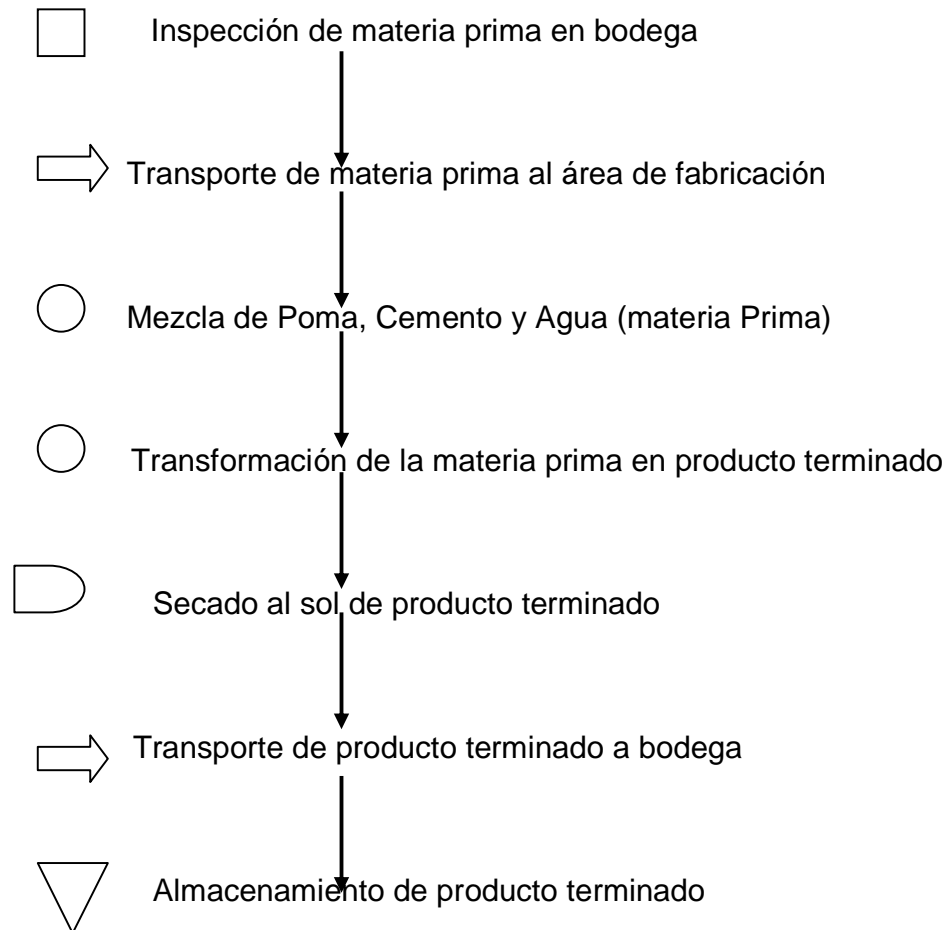 Inspección de materia prima en bodega
Transporte de materia prima al área de fabricación
Mezcla de Poma, Cemento y Agua (materia Prima)
Transformación de la materia prima en producto terminado
Secado al sol de producto terminado
Transporte de producto terminado a bodega
Almacenamiento de producto terminado